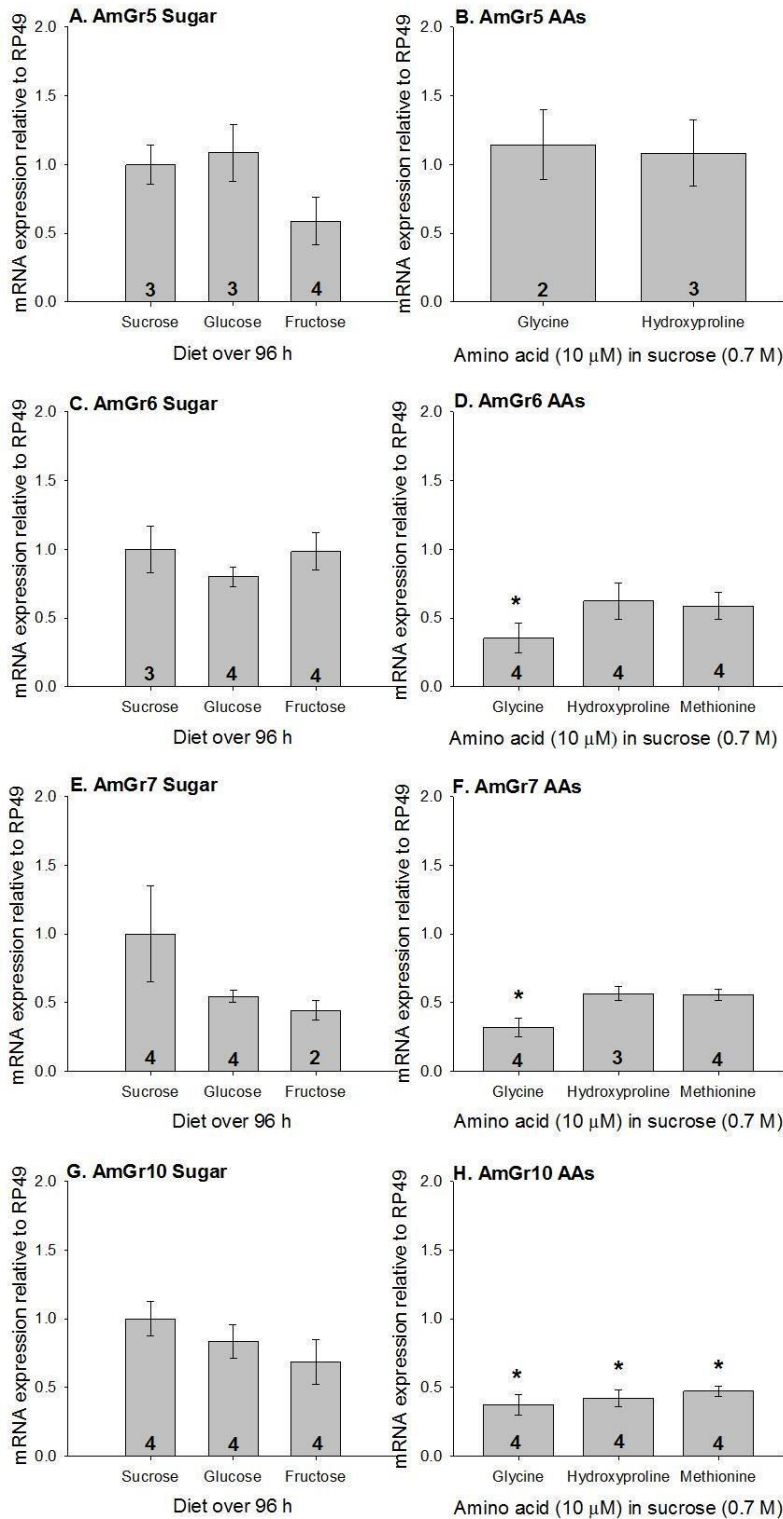 A. AmGr5 Sugar
mRNA expression relative to RP49
2.0
1.5
1.0
0.5
0.0
3 3 4
Sucrose Glucose Fructose
Diet over 96 h
B. AmGr5 AAs
mRNA expression relative to RP49
2.0
1.5
1.0
0.5
0.0
2 3
Glycine Hydroxyproline
Amino acid (10 μM) in sucrose (0.7 M)
C. AmGr6 Sugar
mRNA expression relative to RP49
2.0
1.5
1.0
0.5
0.0
3 4 4
Sucrose Glucose Fructose
Diet over 96 h
D. AmGr6 AAs
mRNA expression relative to RP49
2.0
1.5
1.0
0.5
0.0
*
4 4 4
Glycine Hydroxyproline Methionine
Amino acid (10 μM) in sucrose (0.7 M)
E. AmGr7 Sugar
mRNA expression relative to RP49
2.0
1.5
1.0
0.5
0.0
4 4 2
Sucrose Glucose Fructose
Diet over 96 h
F. AmGr7 AAs
mRNA expression relative to RP49
2.0
1.5
1.0
0.5
0.0
*
4 3 4
Glycine Hydroxyproline Methionine
Amino acid (10 μM) in sucrose (0.7 M)
G. AmGr10 Sugar
mRNA expression relative to RP49
2.0
1.5
1.0
0.5
0.0
4 4 4
Sucrose Glucose Fructose
Diet over 96 h
H. AmGr10 AAs
mRNA expression relative to RP49
2.0
1.5
1.0
0.5
0.0
* * *
4 4 4
Glycine Hydroxyproline Methionine
Amino acid (10 μM) in sucrose (0.7 M)